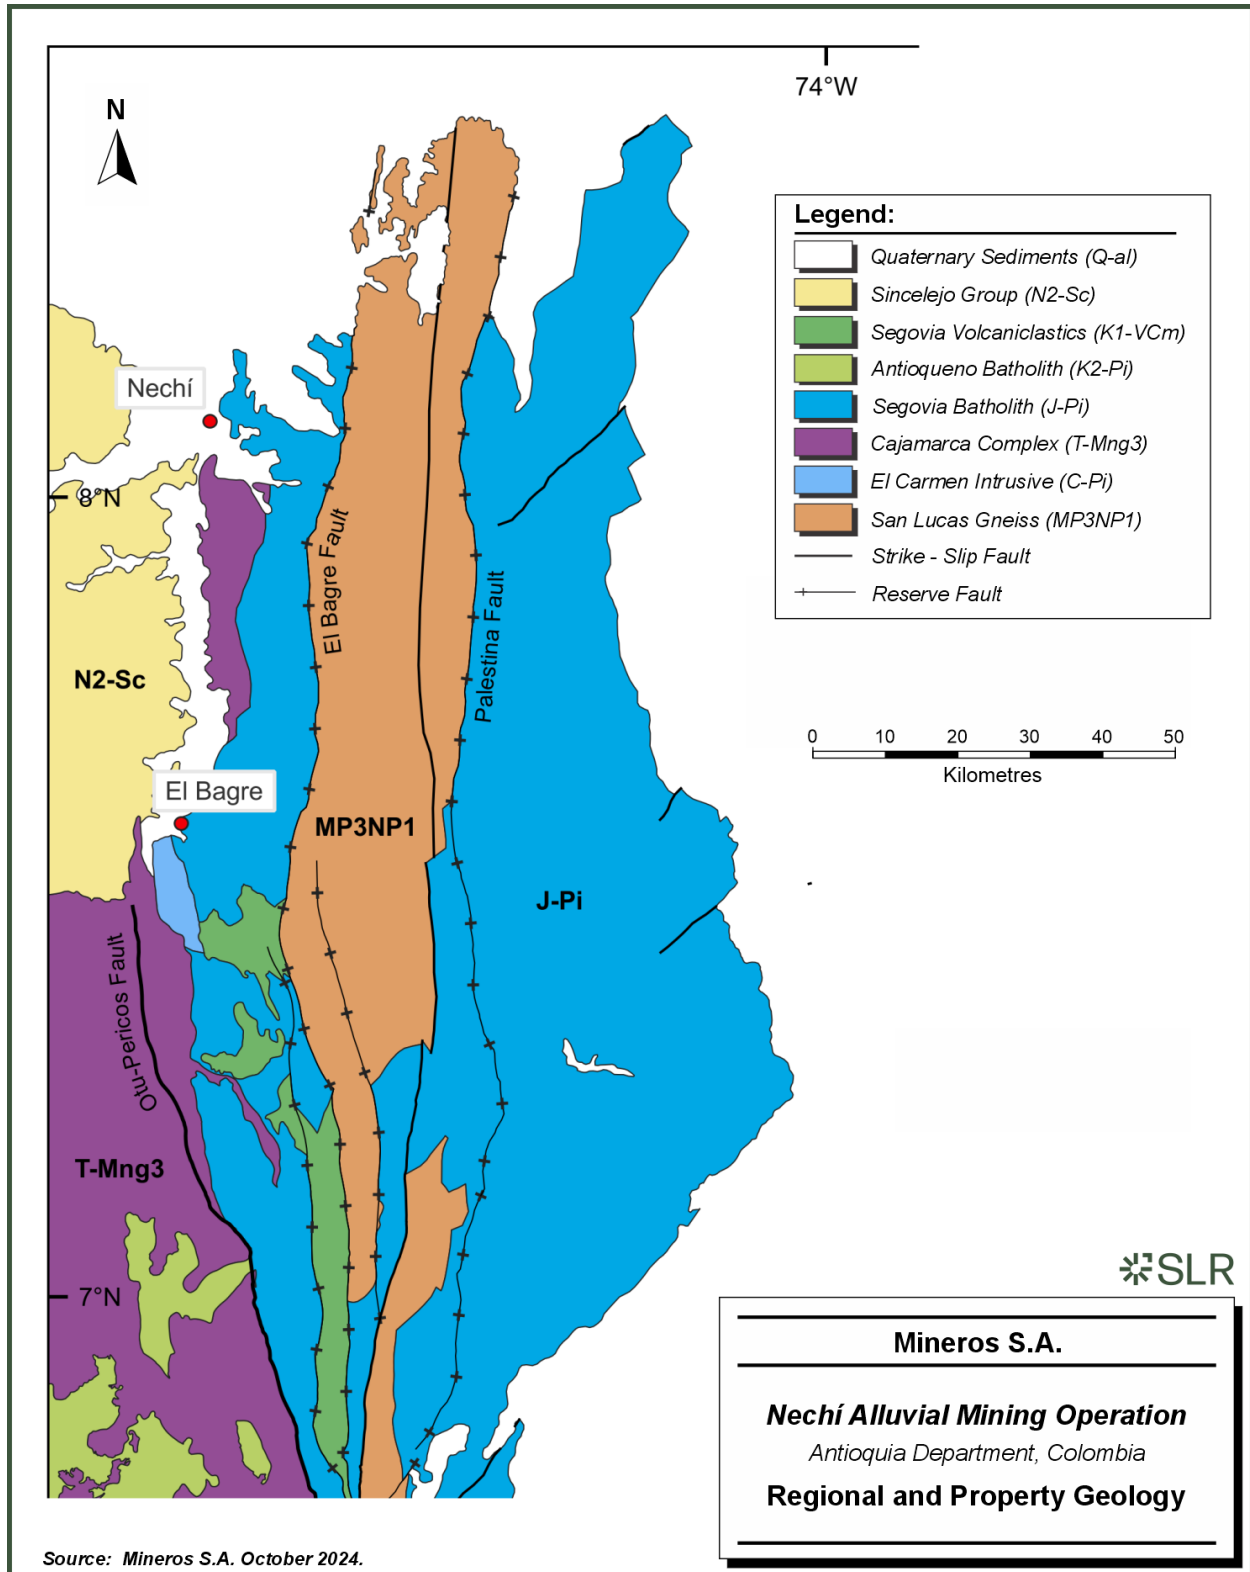 74°W
N
Legend:
Quaternary Sediments (Q-al)
Sincelejo Group (N2-Sc)
Segovia Volcaniclastics (K1-VCm)
Antioqueno Batholith (K2-Pi)
Segovia Batholith (J-Pi)
Cajamarca Complex (T-Mng3)
El Carmen Intrusive (C-Pi)
San Lucas Gneiss (MP3NP1)
Strike - Slip Fault
Reserve Fault
Nechí
8°N
El Bagre Fault
Palestina Fault
N2-Sc
0 10 20 30 40 50
Kilometres
El Bagre
MP3NP1
J-Pi
Otu-Pericos Fault
T-Mng3
7°N
SLR
Mineros S.A.
Nechí Alluvial Mining Operation
Antioquia Department, Colombia
Regional and Property Geology
Source: Mineros S.A. October 2024.